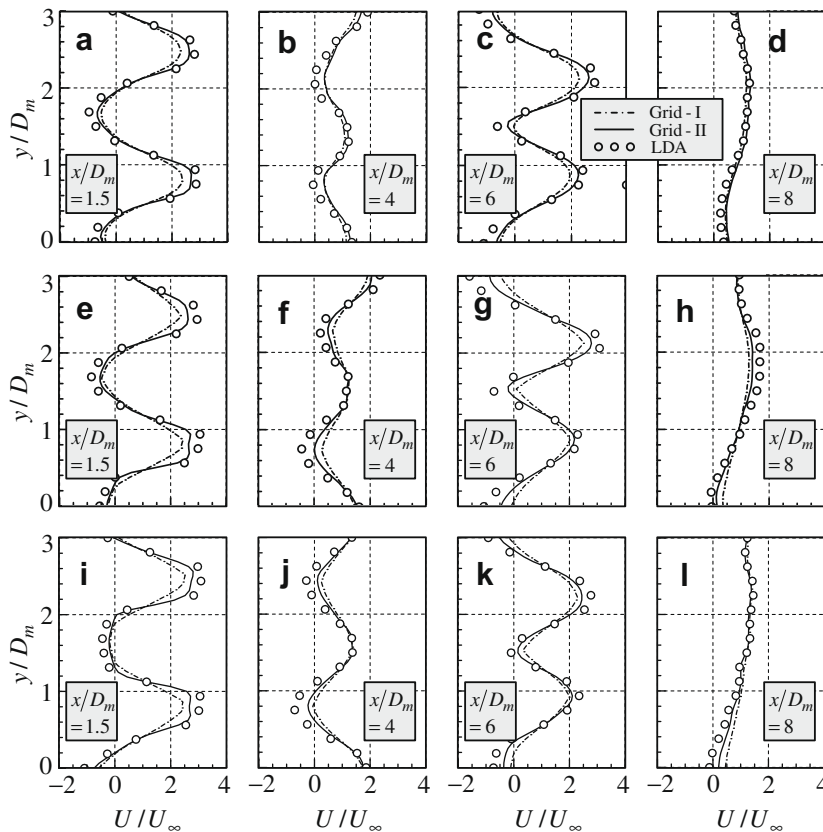 3
2
1
0
y/D_m
a
x/D_m
=1.5
b
x/D_m
=4
c
x/D_m
=6
d
x/D_m
=8
Grid-I
Grid-II
LDA
3
2
1
0
y/D_m
e
x/D_m
=1.5
f
x/D_m
=4
g
x/D_m
=6
h
x/D_m
=8
3
2
1
0
y/D_m
i
x/D_m
=1.5
j
x/D_m
=4
k
x/D_m
=6
l
x/D_m
=8
−2 0 2 4
−2 0 2 4
−2 0 2 4
−2 0 2 4
U/U_∞
U/U_∞
U/U_∞
U/U_∞